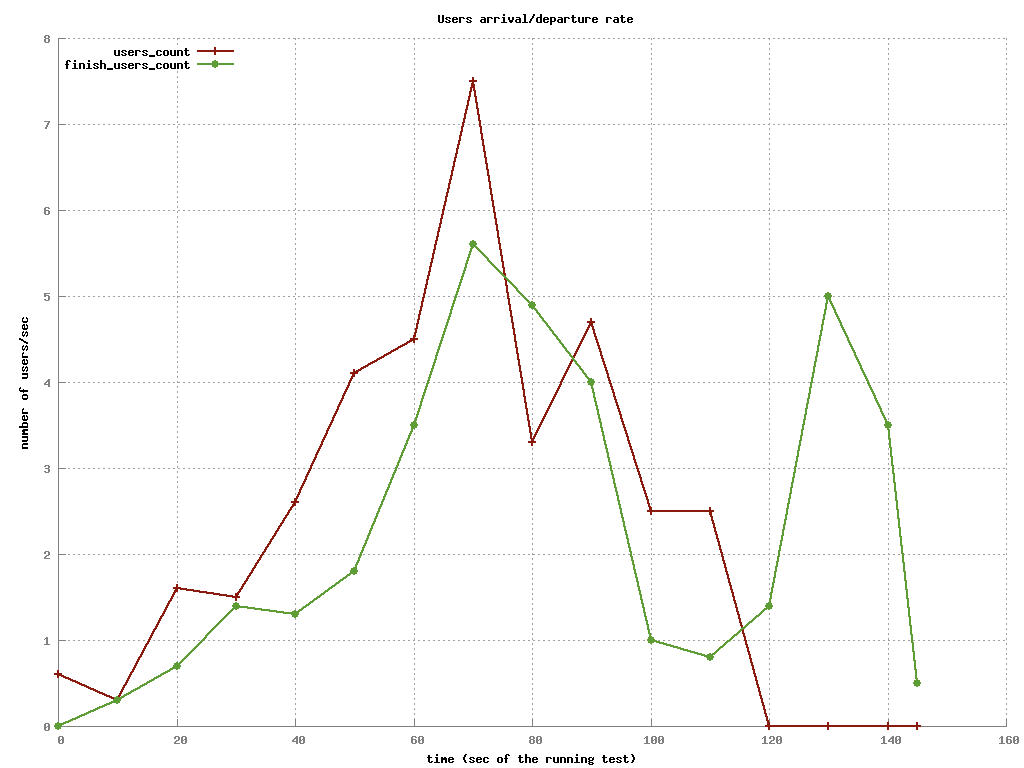 Users arrival/departure rate
users_count
finish_users_count
8
7
6
5
4
3
2
1
0
number of users/sec
0 20 40 60 80 100 120 140 160
time (sec of the running test)